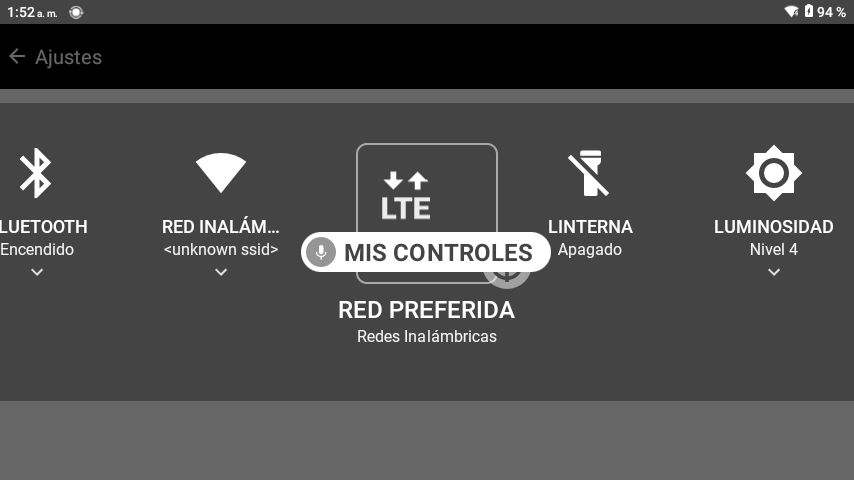 1:52 a. m.
94 %
Ajustes
LUETOOTH
Encendido
RED INALÁM...
<unknown ssid>
LTE
MIS CONTROLES
RED PREFERIDA
Redes Inalámbricas
LINTERNA
Apagado
LUMINOSIDAD
Nivel 4